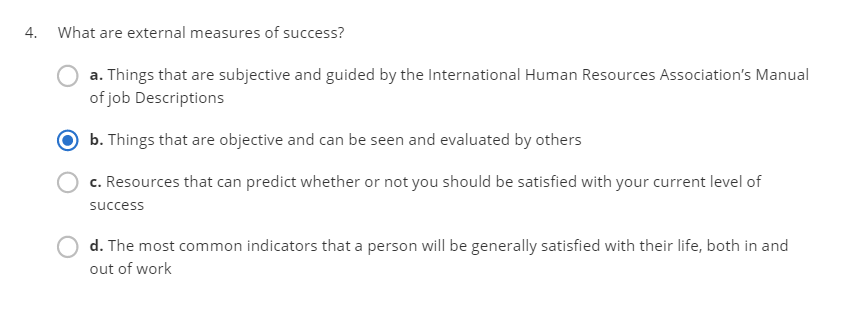 4. What are external measures of success?
a. Things that are subjective and guided by the International Human Resources Association's Manual
of job Descriptions
b. Things that are objective and can be seen and evaluated by others
c. Resources that can predict whether or not you should be satisfied with your current level of
success
d. The most common indicators that a person will be generally satisfied with their life, both in and
out of work